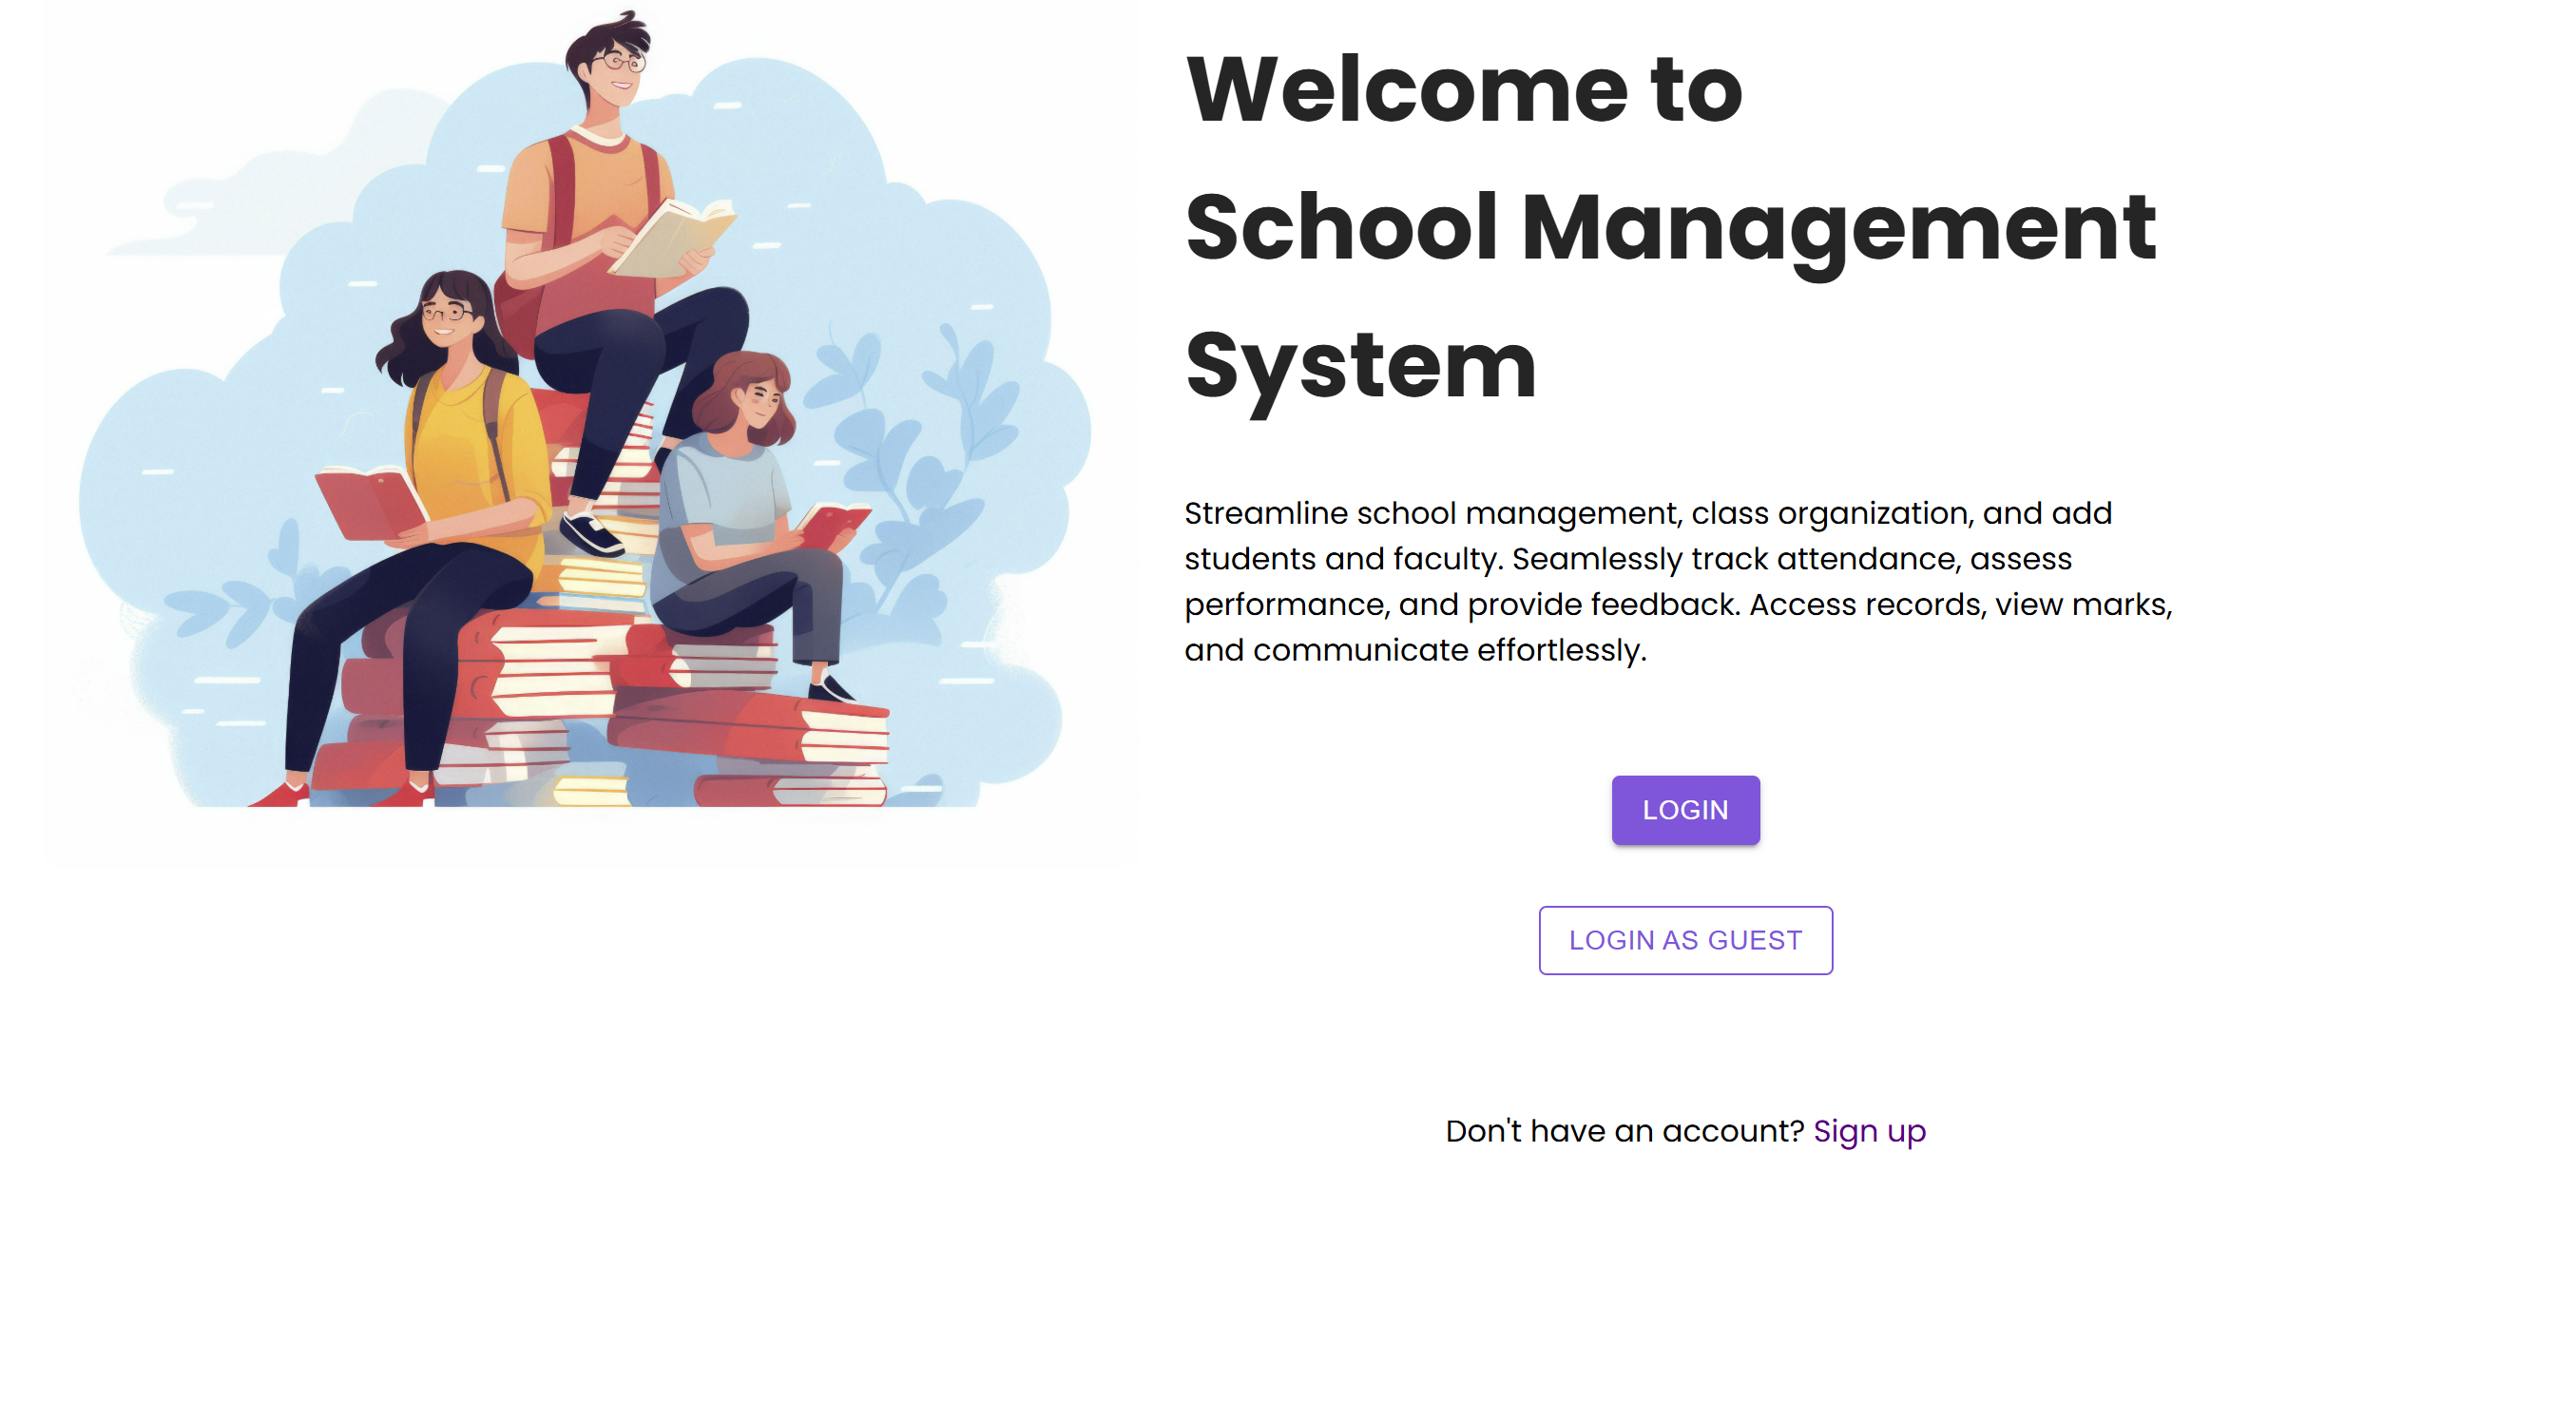 Welcome to
School Management
System
Streamline school management, class organization, and add
students and faculty. Seamlessly track attendance, assess
performance, and provide feedback. Access records, view marks,
and communicate effortlessly.
LOGIN
LOGIN AS GUEST
Don't have an account? Sign up